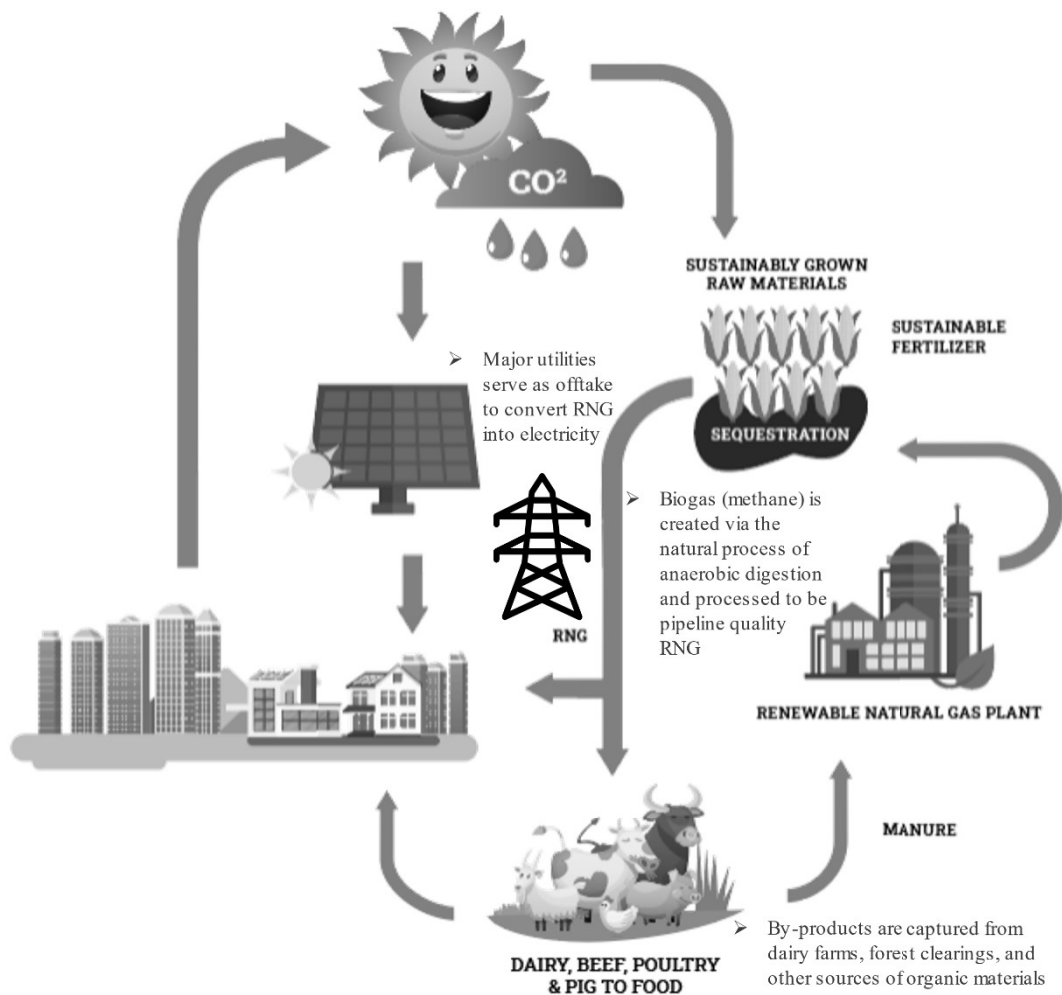 CO²
SUSTAINABLY GROWN
RAW MATERIALS
SUSTAINABLE
FERTILIZER
➢ Major utilities
serve as offtake
to convert RNG
into electricity
SEQUESTRATION
➢ Biogas (methane) is
created via the
natural process of
anaerobic digestion
and processed to be
pipeline quality
RNG
RNG
RENEWABLE NATURAL GAS PLANT
MANURE
➢ By-products are captured from
dairy farms, forest clearings, and
other sources of organic materials
DAIRY, BEEF, POULTRY
& PIG TO FOOD